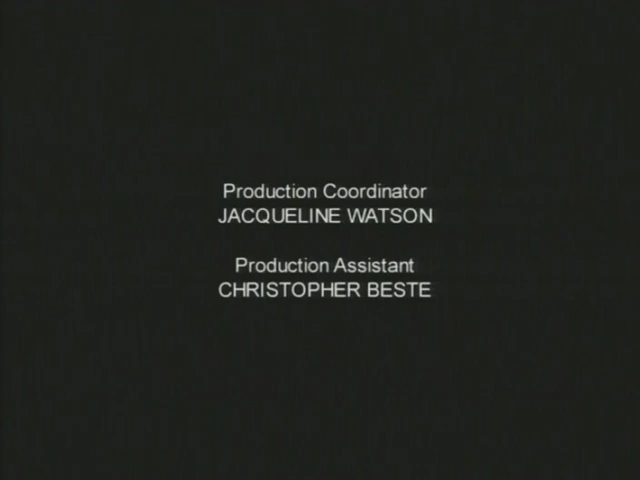 Production Coordinator
JACQUELINE WATSON
Production Assistant
CHRISTOPHER BESTE